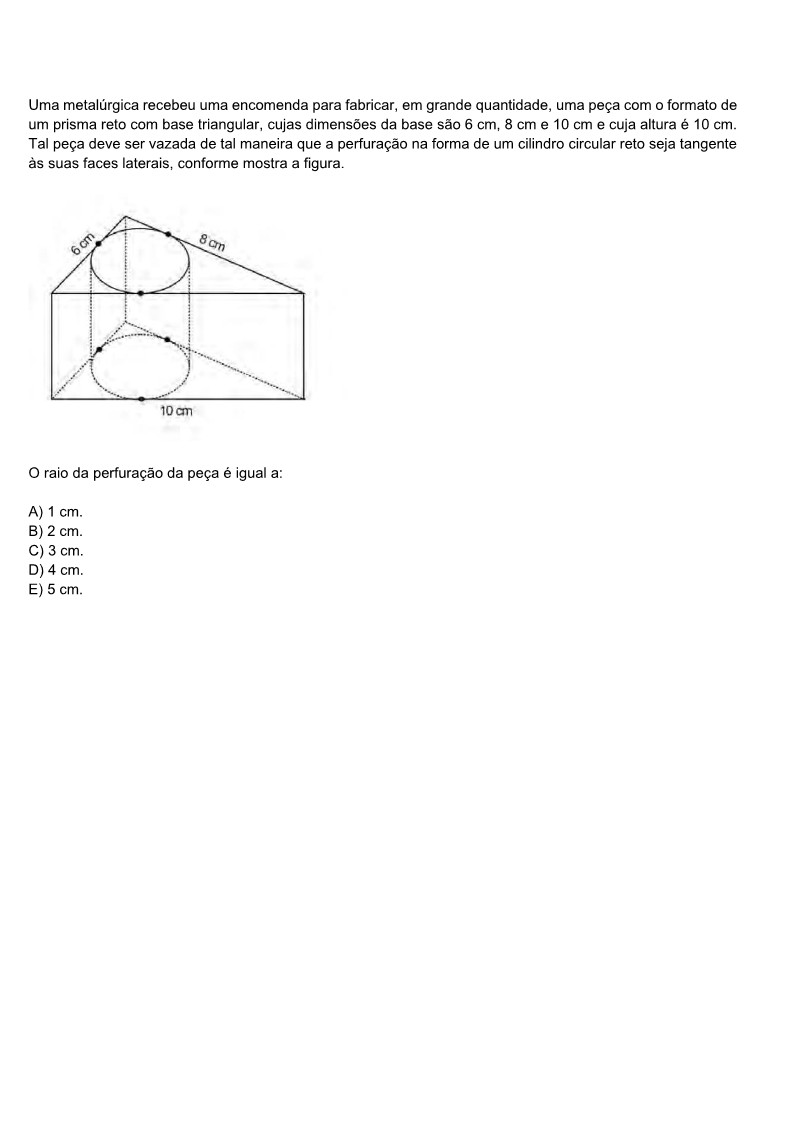 Uma metalúrgica recebeu uma encomenda para fabricar, em grande quantidade, uma peça com o formato de
um prisma reto com base triangular, cujas dimensões da base são 6 cm, 8 cm e 10 cm e cuja altura é 10 cm.
Tal peça deve ser vazada de tal maneira que a perfuração na forma de um cilindro circular reto seja tangente
às suas faces laterais, conforme mostra a figura.
6 cm
8 cm
10 cm
O raio da perfuração da peça é igual a:
A) 1 cm.
B) 2 cm.
C) 3 cm.
D) 4 cm.
E) 5 cm.